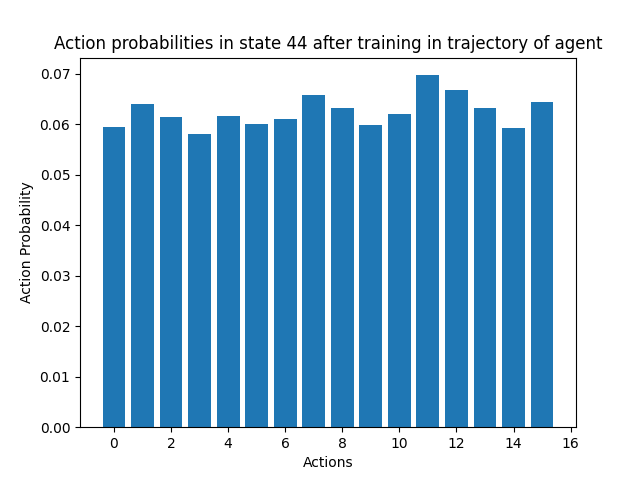 Action probabilities in state 44 after training in trajectory of agent
0.07
0.06
0.05
0.04
0.03
0.02
0.01
0.00
Action Probability
0 2 4 6 8 10 12 14 16
Actions